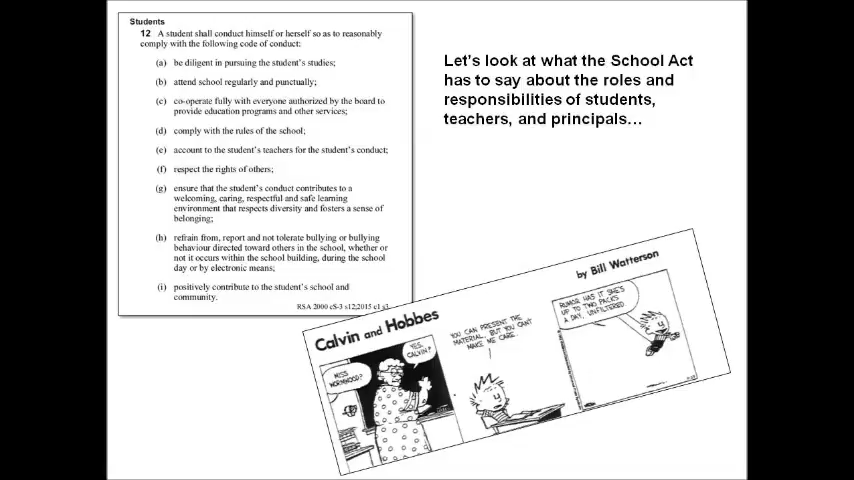 Students
12 A student shall conduct himself or herself so as to reasonably
comply with the following code of conduct:
(a) be diligent in pursuing the student's studies;
(b) attend school regularly and punctually;
(c) co-operate fully with everyone authorized by the board to
provide education programs and other services;
(d) comply with the rules of the school;
(e) account to the student's teachers for the student's conduct;
(f) respect the rights of others;
(g) ensure that the student's conduct contributes to a
welcoming, caring, respectful and safe learning
environment that respects diversity and fosters a sense of
belonging;
(h) refrain from, report and not tolerate bullying or bullying
behaviour directed toward others in the school, whether or
not it occurs within the school building, during the school
day or by electronic means;
(i) positively contribute to the student's school and
community.
RSA 2000 cS-3 s12;2015 c1 s3
Let's look at what the School Act
has to say about the roles and
responsibilities of students,
teachers, and principals…
Calvin and Hobbes
by Bill Watterson
MISS
WORMWOOD?
YES,
CALVIN?
YOU CAN PRESENT THE
MATERIAL, BUT YOU CAN'T
MAKE ME CARE.
RUMOR HAS IT SHE'S
UP TO TWO PACKS
A DAY, UNFILTERED.